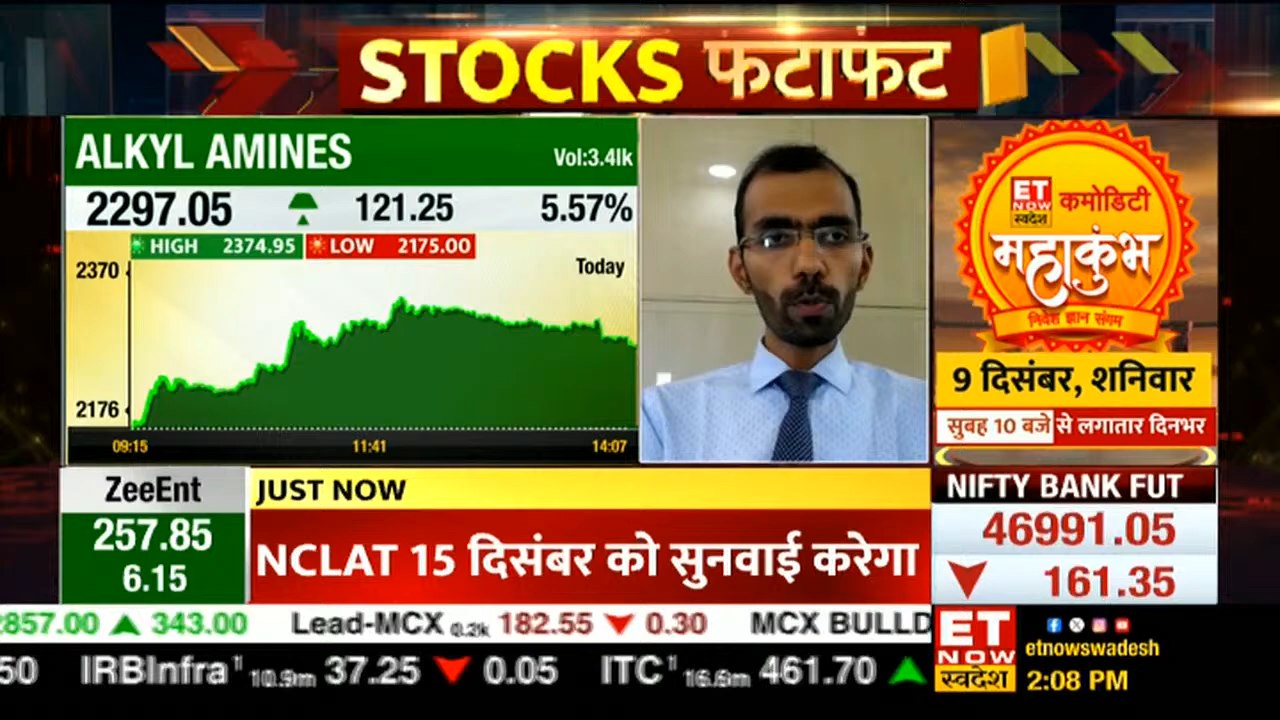 STOCKS फटाफट
ALKYL AMINES
Vol:3.4lk
2297.05 121.25 5.57%
HIGH 2374.95 LOW 2175.00
2370
Today
2176
09:15 11:41 14:07
ET NOW स्वदेश
कमोडिटी
महाकुंभ
निवेश ज्ञान संगम
9 दिसंबर, शनिवार
सुबह 10 बजे से लगातार दिनभर
ZeeEnt
257.85
6.15
JUST NOW
NCLAT 15 दिसंबर को सुनवाई करेगा
NIFTY BANK FUT
46991.05
161.35
2857.00 343.00 Lead-MCX 0.2k 182.55 0.30 MCX BULLD
50 IRBInfra 10.9m 37.25 0.05 ITC 16.6m 461.70
ET NOW स्वदेश
etnowswadesh
2:08 PM